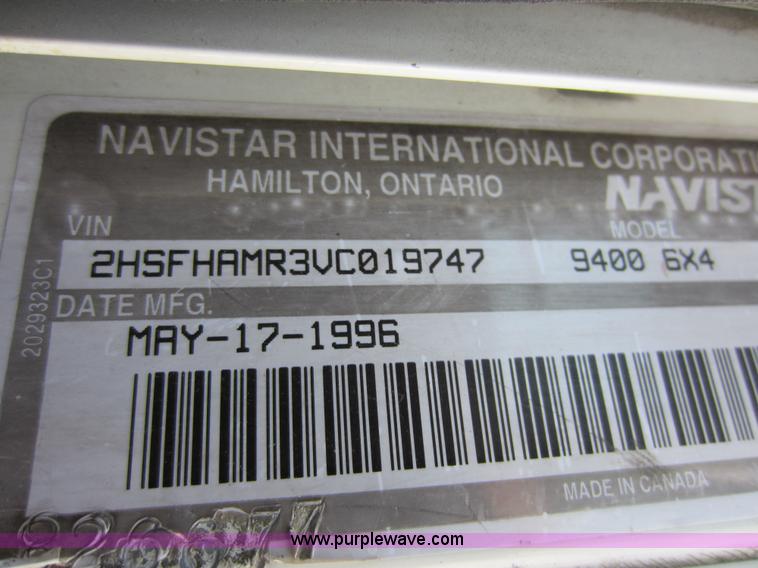 NAVISTAR INTERNATIONAL CORPORATI
HAMILTON, ONTARIO
NAVIST
VIN
MODEL
2HSFHAMR3VC019747
9400 6X4
2029323C1
DATE MFG.
MAY-17-1996
MADE IN CANADA
www.purplewave.com